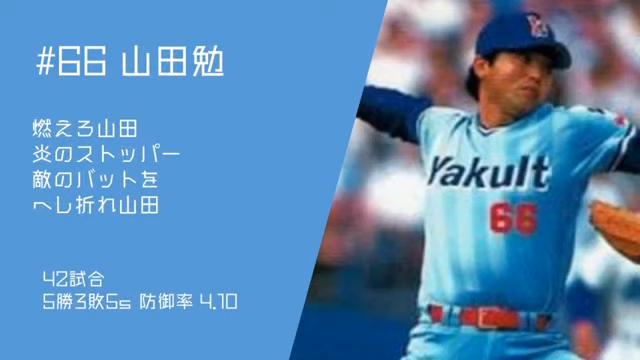 #66 山田勉
燃えろ山田
炎のストッパー
敵のバットを
へし折れ山田
42試合
5勝3敗5s 防御率 4.10
Yakult
66